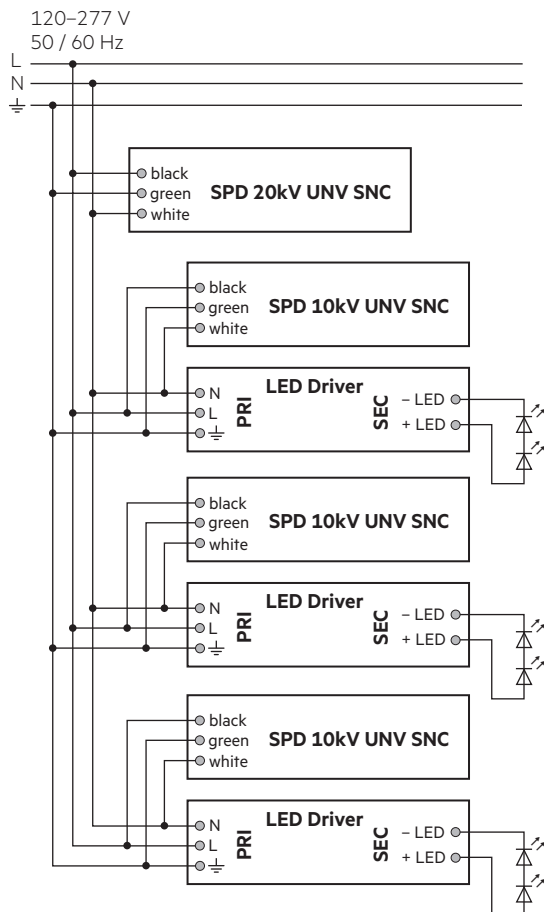 120–277 V
50 / 60 Hz
L
N
black
green
white
SPD 20kV UNV SNC
black
green
white
SPD 10kV UNV SNC
N
L
PRI
LED Driver
SEC
– LED
+ LED
black
green
white
SPD 10kV UNV SNC
N
L
PRI
LED Driver
SEC
– LED
+ LED
black
green
white
SPD 10kV UNV SNC
N
L
PRI
LED Driver
SEC
– LED
+ LED